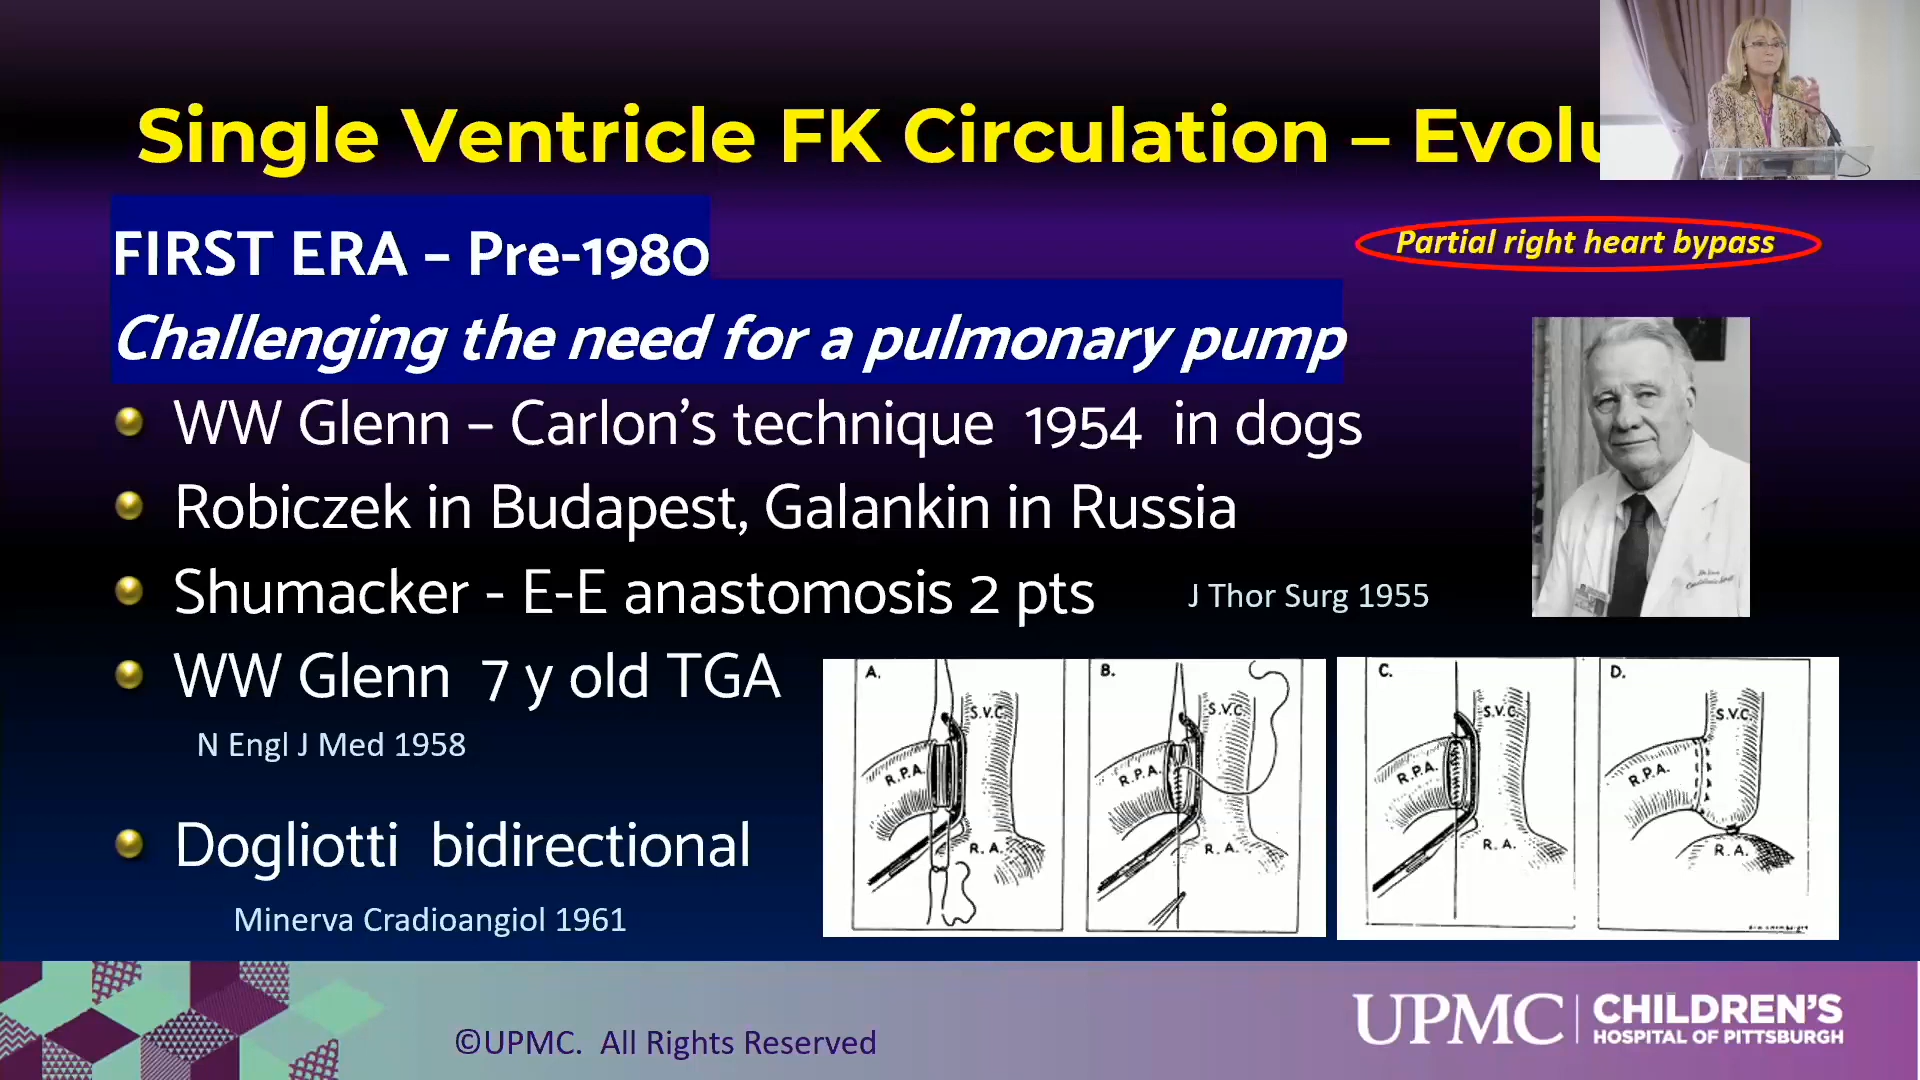 Single Ventricle FK Circulation – Evolu
FIRST ERA – Pre-1980
Partial right heart bypass
Challenging the need for a pulmonary pump
WW Glenn – Carlon’s technique 1954 in dogs
Robiczek in Budapest, Galankin in Russia
Shumacker - E-E anastomosis 2 pts
J Thor Surg 1955
WW Glenn 7 y old TGA
N Engl J Med 1958
Dogliotti bidirectional
Minerva Cradioangiol 1961
A.
S.V.C.
R.P.A.
R.A.
B.
S.V.C.
R.P.A.
R.A.
C.
S.V.C.
R.P.A.
R.A.
D.
S.V.C.
R.P.A.
R.A.
©UPMC. All Rights Reserved
UPMC
CHILDREN'S
HOSPITAL OF PITTSBURGH